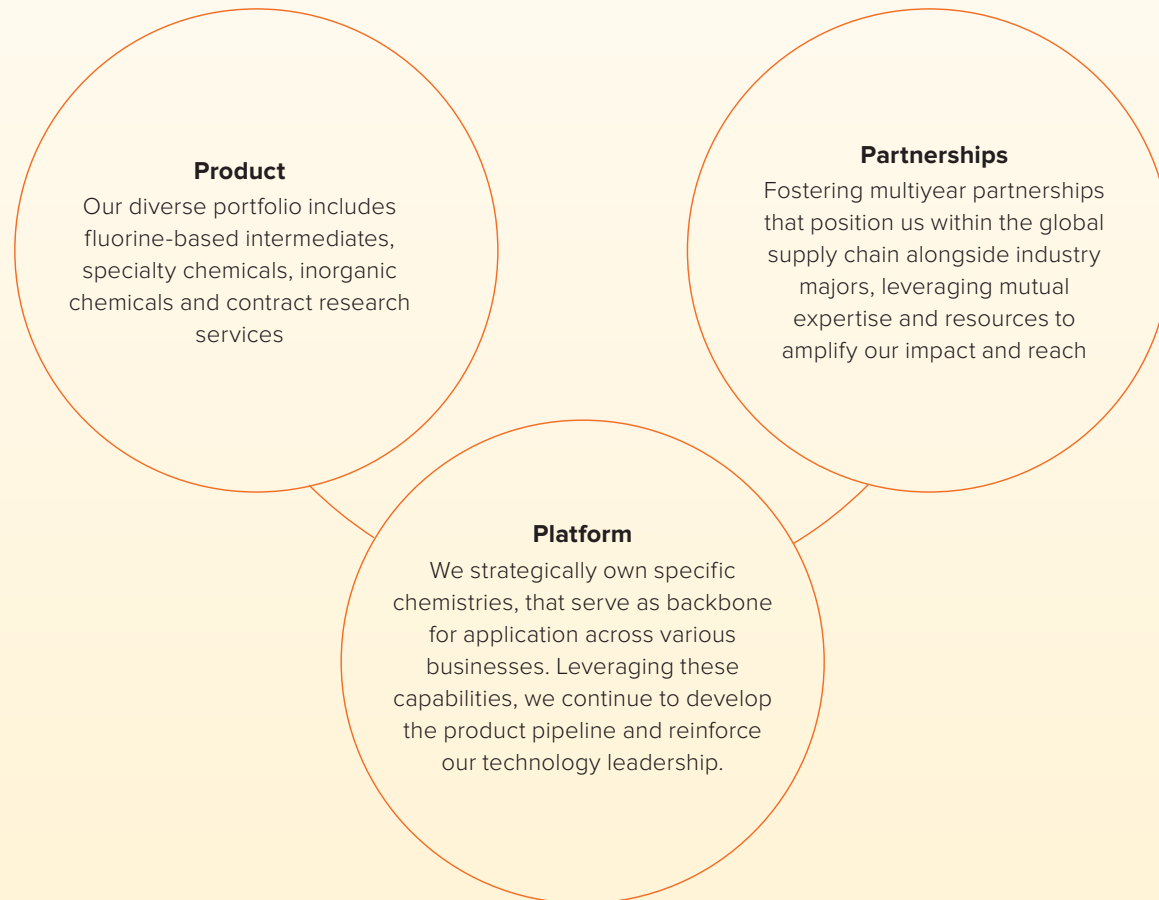 Product
Our diverse portfolio includes
fluorine-based intermediates,
specialty chemicals, inorganic
chemicals and contract research
services
Partnerships
Fostering multiyear partnerships
that position us within the global
supply chain alongside industry
majors, leveraging mutual
expertise and resources to
amplify our impact and reach
Platform
We strategically own specific
chemistries, that serve as backbone
for application across various
businesses. Leveraging these
capabilities, we continue to develop
the product pipeline and reinforce
our technology leadership.